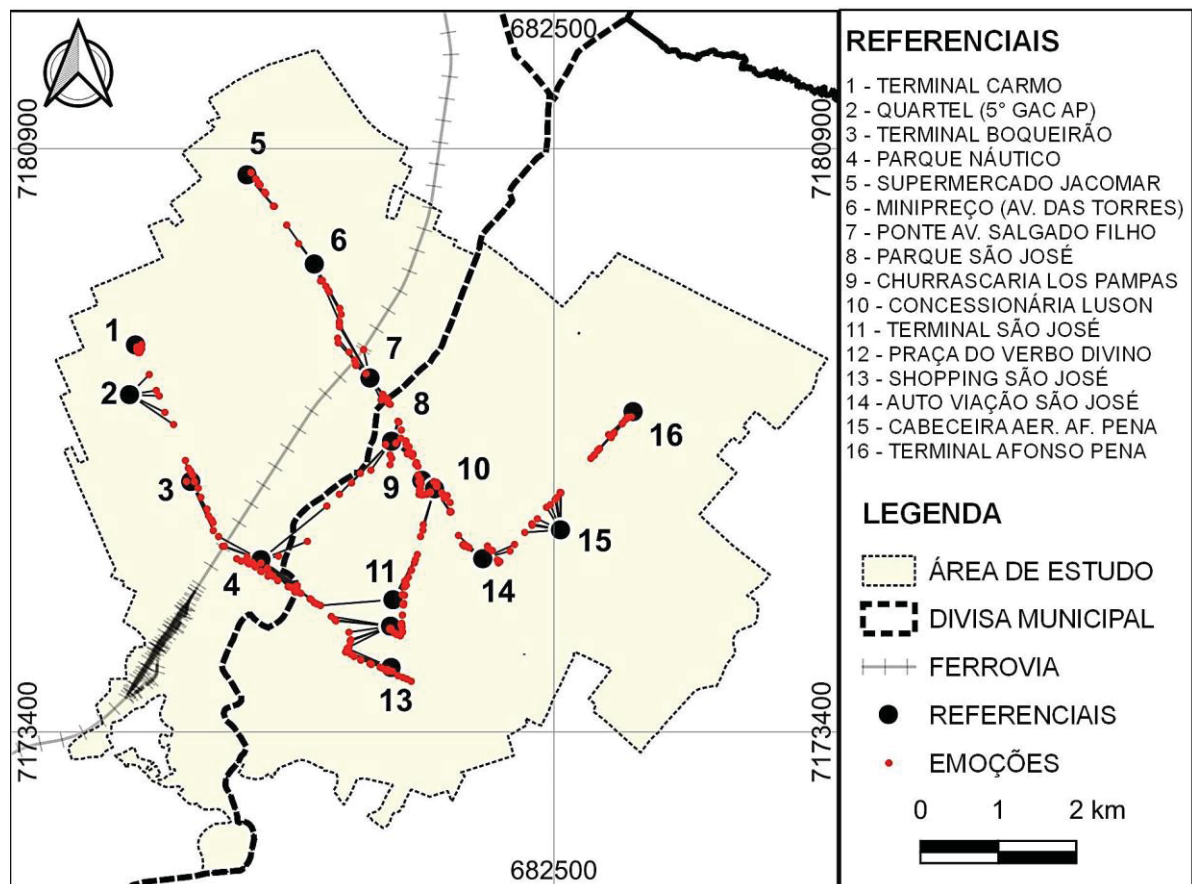 682500
7180900
7180900
5
6
1
7
2
8
16
3
9
10
15
4
11
14
13
7173400
7173400
682500
REFERENCIAIS
1 - TERMINAL CARMO
2 - QUARTEL (5° GAC AP)
3 - TERMINAL BOQUEIRÃO
4 - PARQUE NÁUTICO
5 - SUPERMERCADO JACOMAR
6 - MINIPREÇO (AV. DAS TORRES)
7 - PONTE AV. SALGADO FILHO
8 - PARQUE SÃO JOSÉ
9 - CHURRASCARIA LOS PAMPAS
10 - CONCESSIONÁRIA LUSON
11 - TERMINAL SÃO JOSÉ
12 - PRAÇA DO VERBO DIVINO
13 - SHOPPING SÃO JOSÉ
14 - AUTO VIAÇÃO SÃO JOSÉ
15 - CABECEIRA AER. AF. PENA
16 - TERMINAL AFONSO PENA
LEGENDA
ÁREA DE ESTUDO
DIVISA MUNICIPAL
FERROVIA
REFERENCIAIS
EMOÇÕES
0 1 2 km